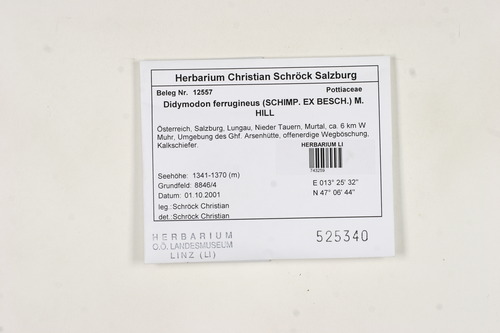 Herbarium Christian Schröck Salzburg
Beleg Nr. 12557 Pottiaceae
Didymodon ferrugineus (SCHIMP. EX BESCH.) M. HILL
Österreich, Salzburg, Lungau, Nieder Tauern, Murtal, ca. 6 km W
Muhr, Umgebung des Ghf. Arsenhütte, offenerdige Wegböschung,
Kalkschiefer.
HERBARIUM LI
743259
Seehöhe: 1341-1370 (m)
Grundfeld: 8846/4
Datum: 01.10.2001
leg.:Schröck Christian
det.:Schröck Christian
E 013° 25' 32"
N 47° 06' 44"
HERBARIUM
O.Ö. LANDESMUSEUM
LINZ (LI)
525340